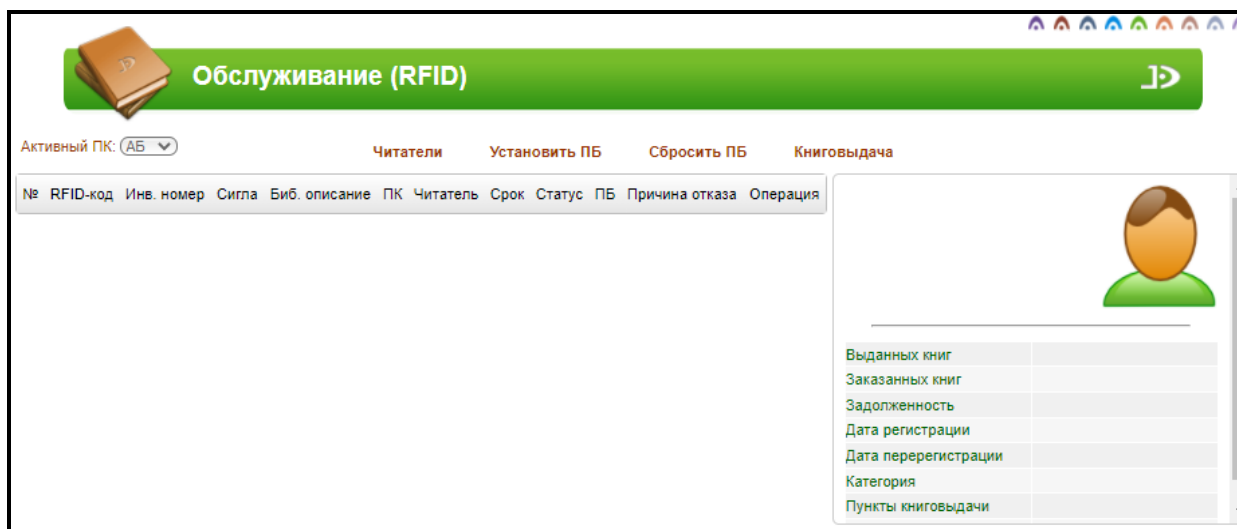 Обслуживание (RFID)
Активный ПК: АБ
Читатели Установить ПБ Сбросить ПБ Книговыдача
№ RFID-код Инв. номер Сигла Биб. описание ПК Читатель Срок Статус ПБ Причина отказа Операция
Выданных книг
Заказанных книг
Задолженность
Дата регистрации
Дата перерегистрации
Категория
Пункты книговыдачи